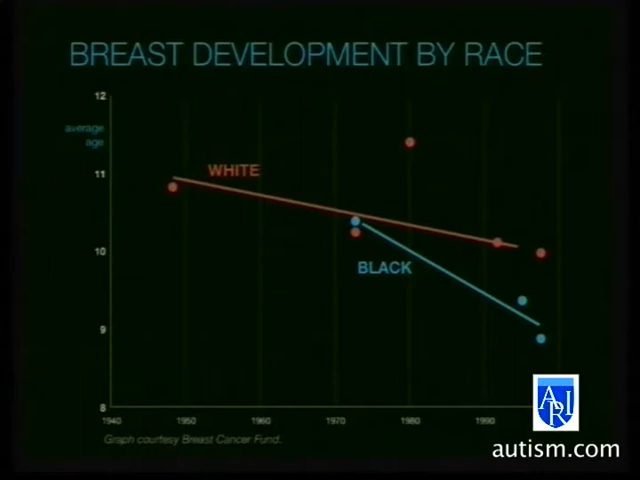 BREAST DEVELOPMENT BY RACE
12
average
age
11
WHITE
10
BLACK
9
8
1940
1950
1960
1970
1980
1990
Graph courtesy Breast Cancer Fund.
ARI
autism.com